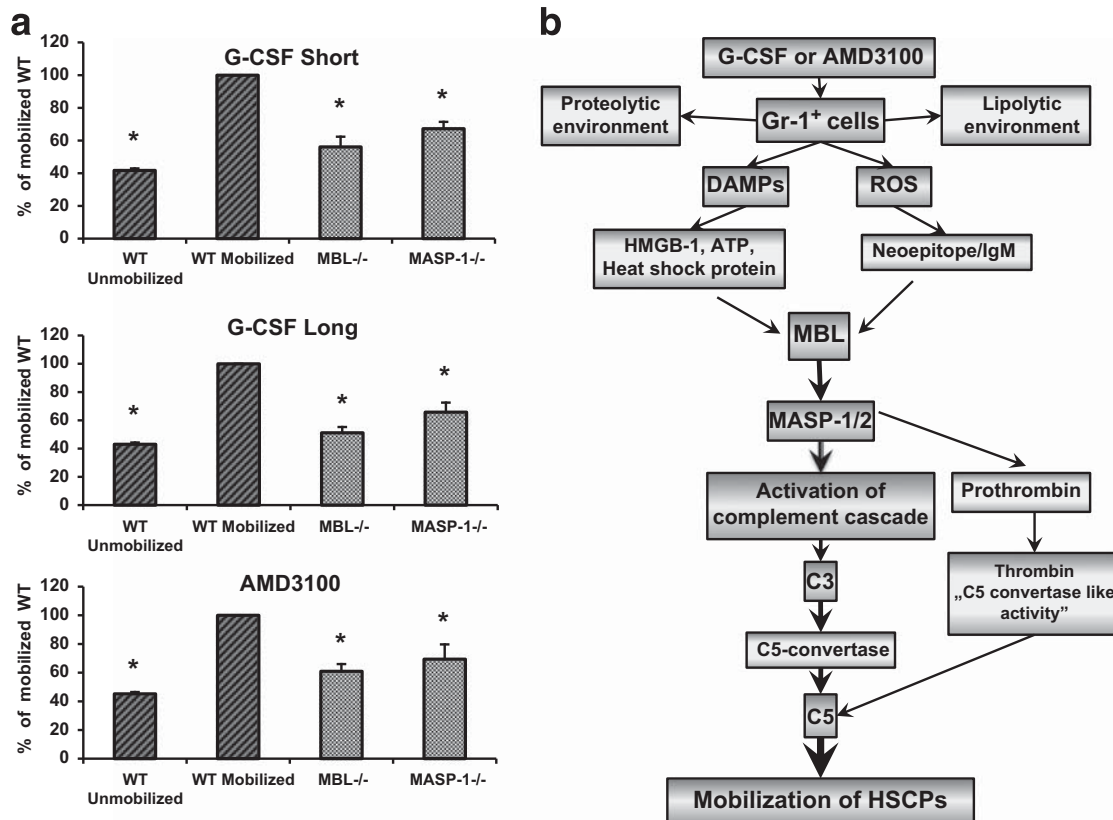 a
G-CSF Short
% of mobilized WT
120
100
80
60
40
20
0
*
*
*
WT
Unmobilized
WT Mobilized
MBL-/-
MASP-1-/-
G-CSF Long
% of mobilized WT
120
100
80
60
40
20
0
*
*
*
WT
Unmobilized
WT Mobilized
MBL-/-
MASP-1-/-
AMD3100
% of mobilized WT
120
100
80
60
40
20
0
*
*
*
WT
Unmobilized
WT Mobilized
MBL-/-
MASP-1-/-
b
G-CSF or AMD3100
Proteolytic
environment
Gr-1⁺ cells
Lipolytic
environment
DAMPs
ROS
HMGB-1, ATP,
Heat shock protein
Neoepitope/IgM
MBL
MASP-1/2
Activation of
complement cascade
Prothrombin
C3
Thrombin
„C5 convertase like
activity”
C5-convertase
C5
Mobilization of HSCPs